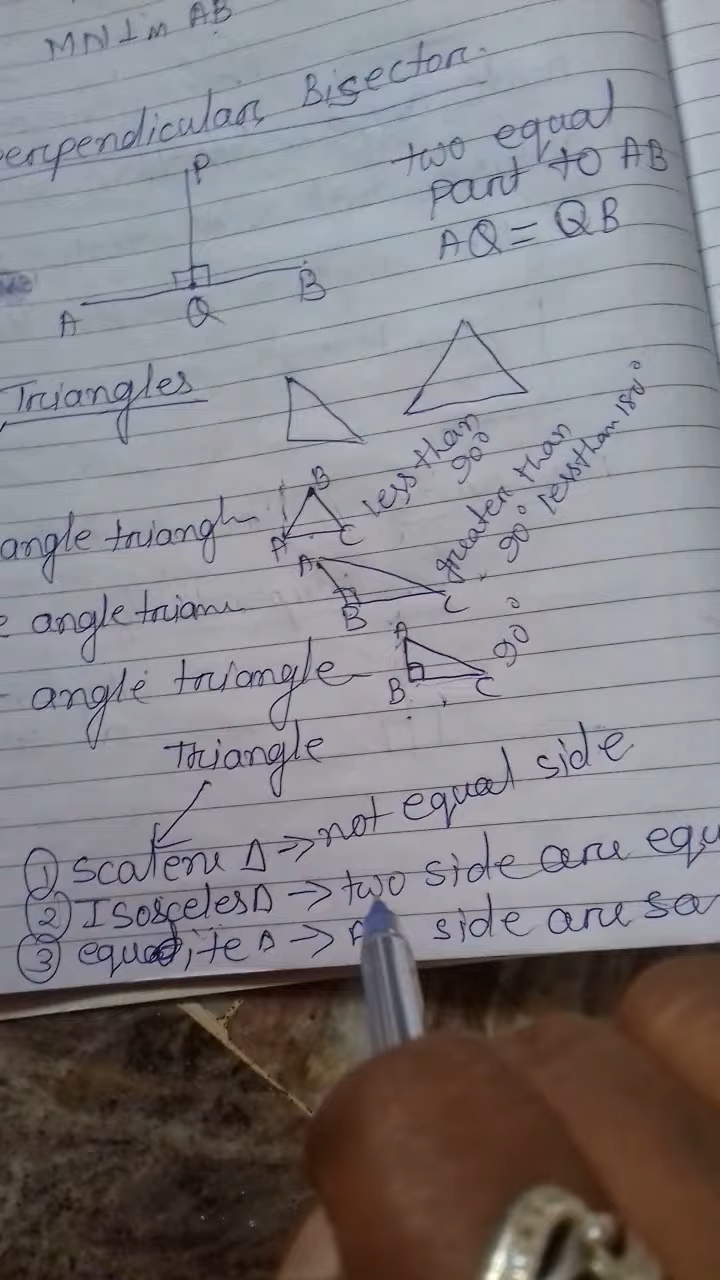 MN ⊥m AB
erpendicular Bisector.
P
two equal
part to AB
AQ = QB
A
Q
B
Triangles
angle triangl
B
A
C
less than
90°
e angle trian
A
B
C
greater than
90° less than 180°
angle triangle
A
B
C
90°
Triangle
① Scalene Δ ⇒ not equal side
② Isosceles Δ → two side are equ
③ Δ → side are sa